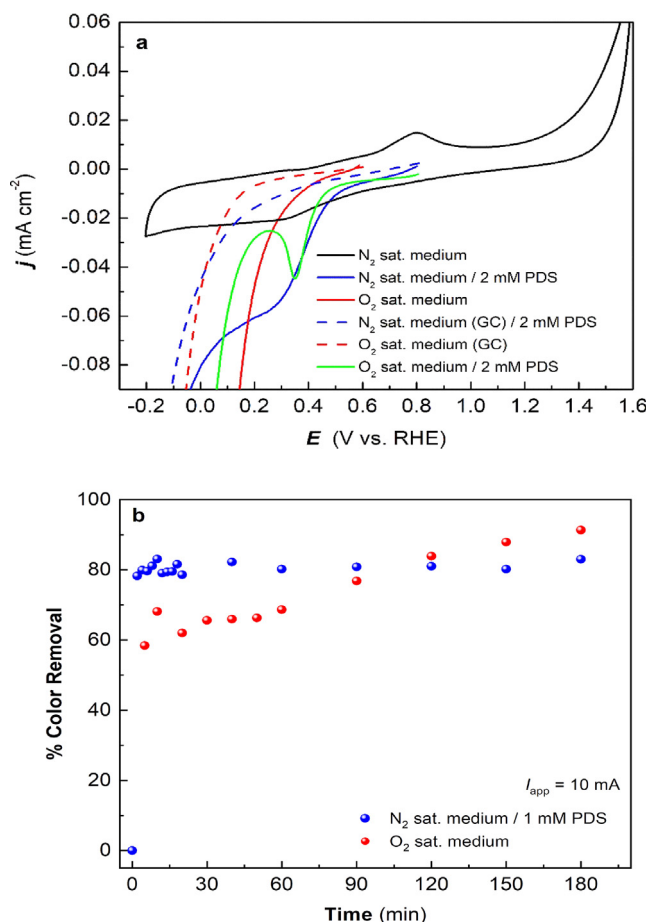 a
0.06
0.04
0.02
0.00
-0.02
-0.04
-0.06
-0.08
j (mA cm⁻²)
N₂ sat. medium
N₂ sat. medium / 2 mM PDS
O₂ sat. medium
N₂ sat. medium (GC) / 2 mM PDS
O₂ sat. medium (GC)
O₂ sat. medium / 2 mM PDS
-0.2 0.0 0.2 0.4 0.6 0.8 1.0 1.2 1.4 1.6
E (V vs. RHE)
b
100
80
60
40
20
0
% Color Removal
I app = 10 mA
N₂ sat. medium / 1 mM PDS
O₂ sat. medium
0 30 60 90 120 150 180
Time (min)